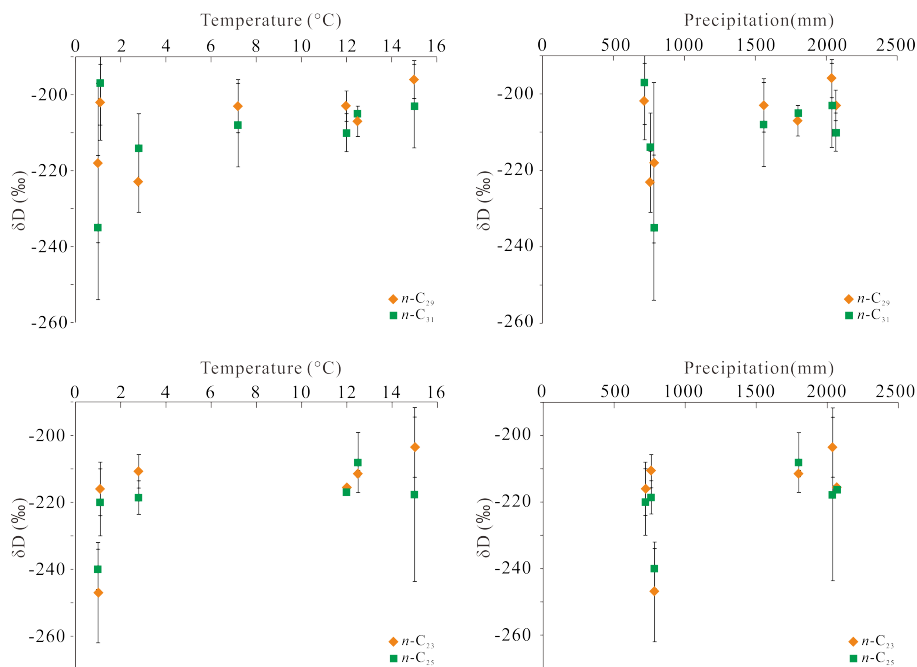 Temperature (°C)
0 2 4 6 8 10 12 14 16
-200
-220
-240
-260
δD (‰)
n-C29
n-C31
Precipitation(mm)
0 500 1000 1500 2000 2500
-200
-220
-240
-260
δD (‰)
n-C29
n-C31
Temperature (°C)
0 2 4 6 8 10 12 14 16
-200
-220
-240
-260
δD (‰)
n-C23
n-C25
Precipitation(mm)
0 500 1000 1500 2000 2500
-200
-220
-240
-260
δD (‰)
n-C23
n-C25